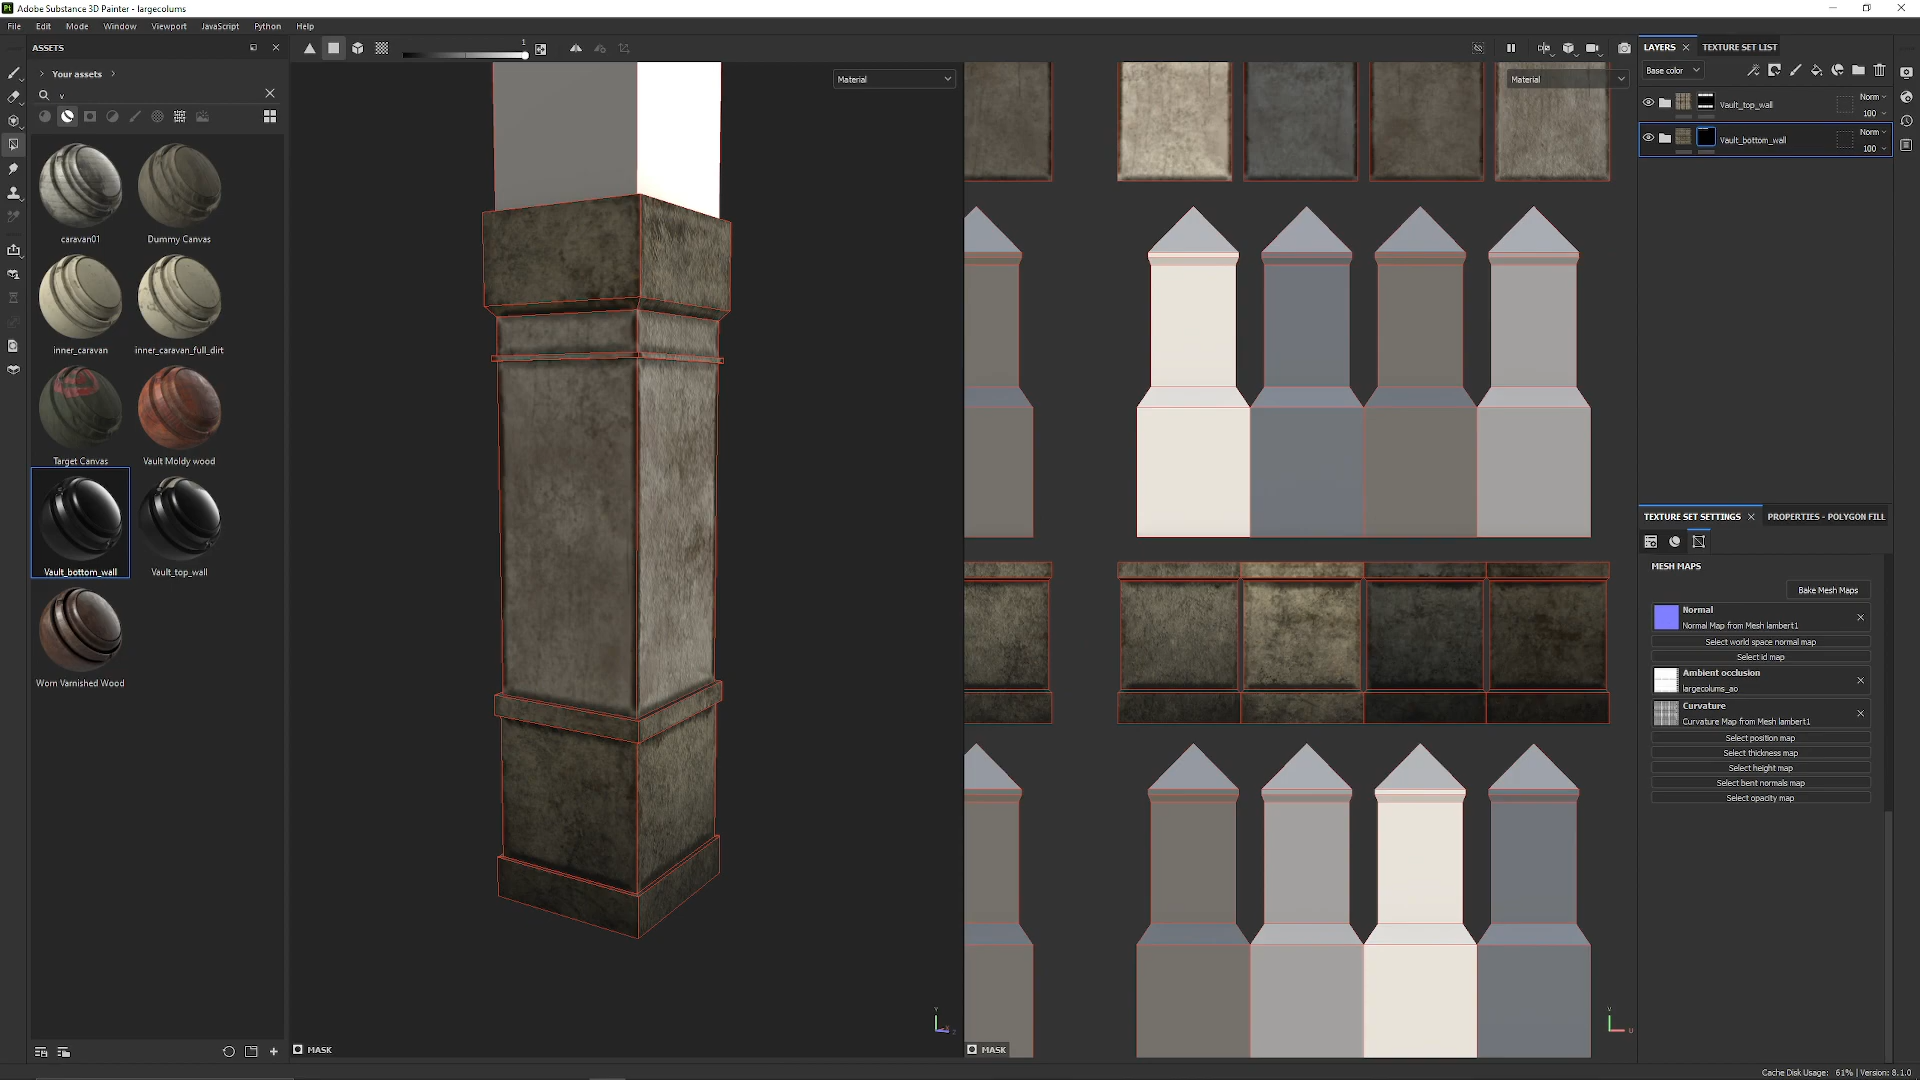 Pt Adobe Substance 3D Painter - largecolums
File Edit Mode Window Viewport JavaScript Python Help
ASSETS
Your assets
v
caravan01 Dummy Canvas
inner_caravan inner_caravan_full_dirt
Target Canvas Vault Moldy wood
Vault_bottom_wall Vault_top_wall
Worn Varnished Wood
1
Material
Y
Z
MASK
Material
V
U
MASK
LAYERS TEXTURE SET LIST
Base color
Vault_top_wall Norm
100
Vault_bottom_wall Norm
100
TEXTURE SET SETTINGS PROPERTIES - POLYGON FILL
MESH MAPS
Bake Mesh Maps
Normal
Normal Map from Mesh lambert1
Select world space normal map
Select id map
Ambient occlusion
largecolums_ao
Curvature
Curvature Map from Mesh lambert1
Select position map
Select thickness map
Select height map
Select bent normals map
Select opacity map
Cache Disk Usage: 61% | Version: 8.1.0